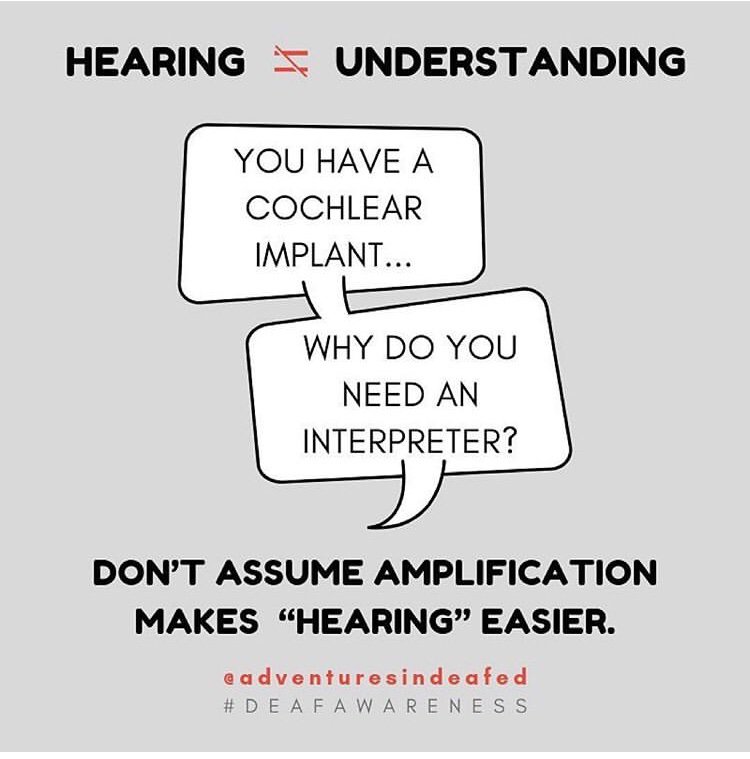 HEARING ≠ UNDERSTANDING
YOU HAVE A
COCHLEAR
IMPLANT...
WHY DO YOU
NEED AN
INTERPRETER?
DON'T ASSUME AMPLIFICATION
MAKES “HEARING” EASIER.
@adventuresindeafed
#DEAFAWARENESS